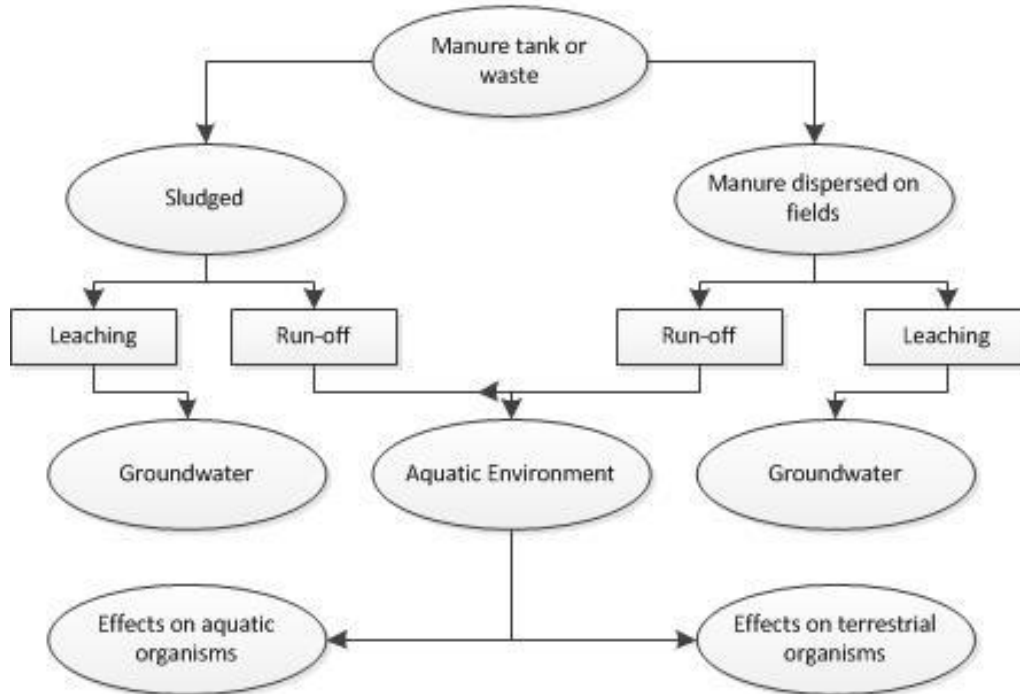 Manure tank or
waste
Sludged
Manure dispersed on
fields
Leaching
Run-off
Run-off
Leaching
Groundwater
Aquatic Environment
Groundwater
Effects on aquatic
organisms
Effects on terrestrial
organisms